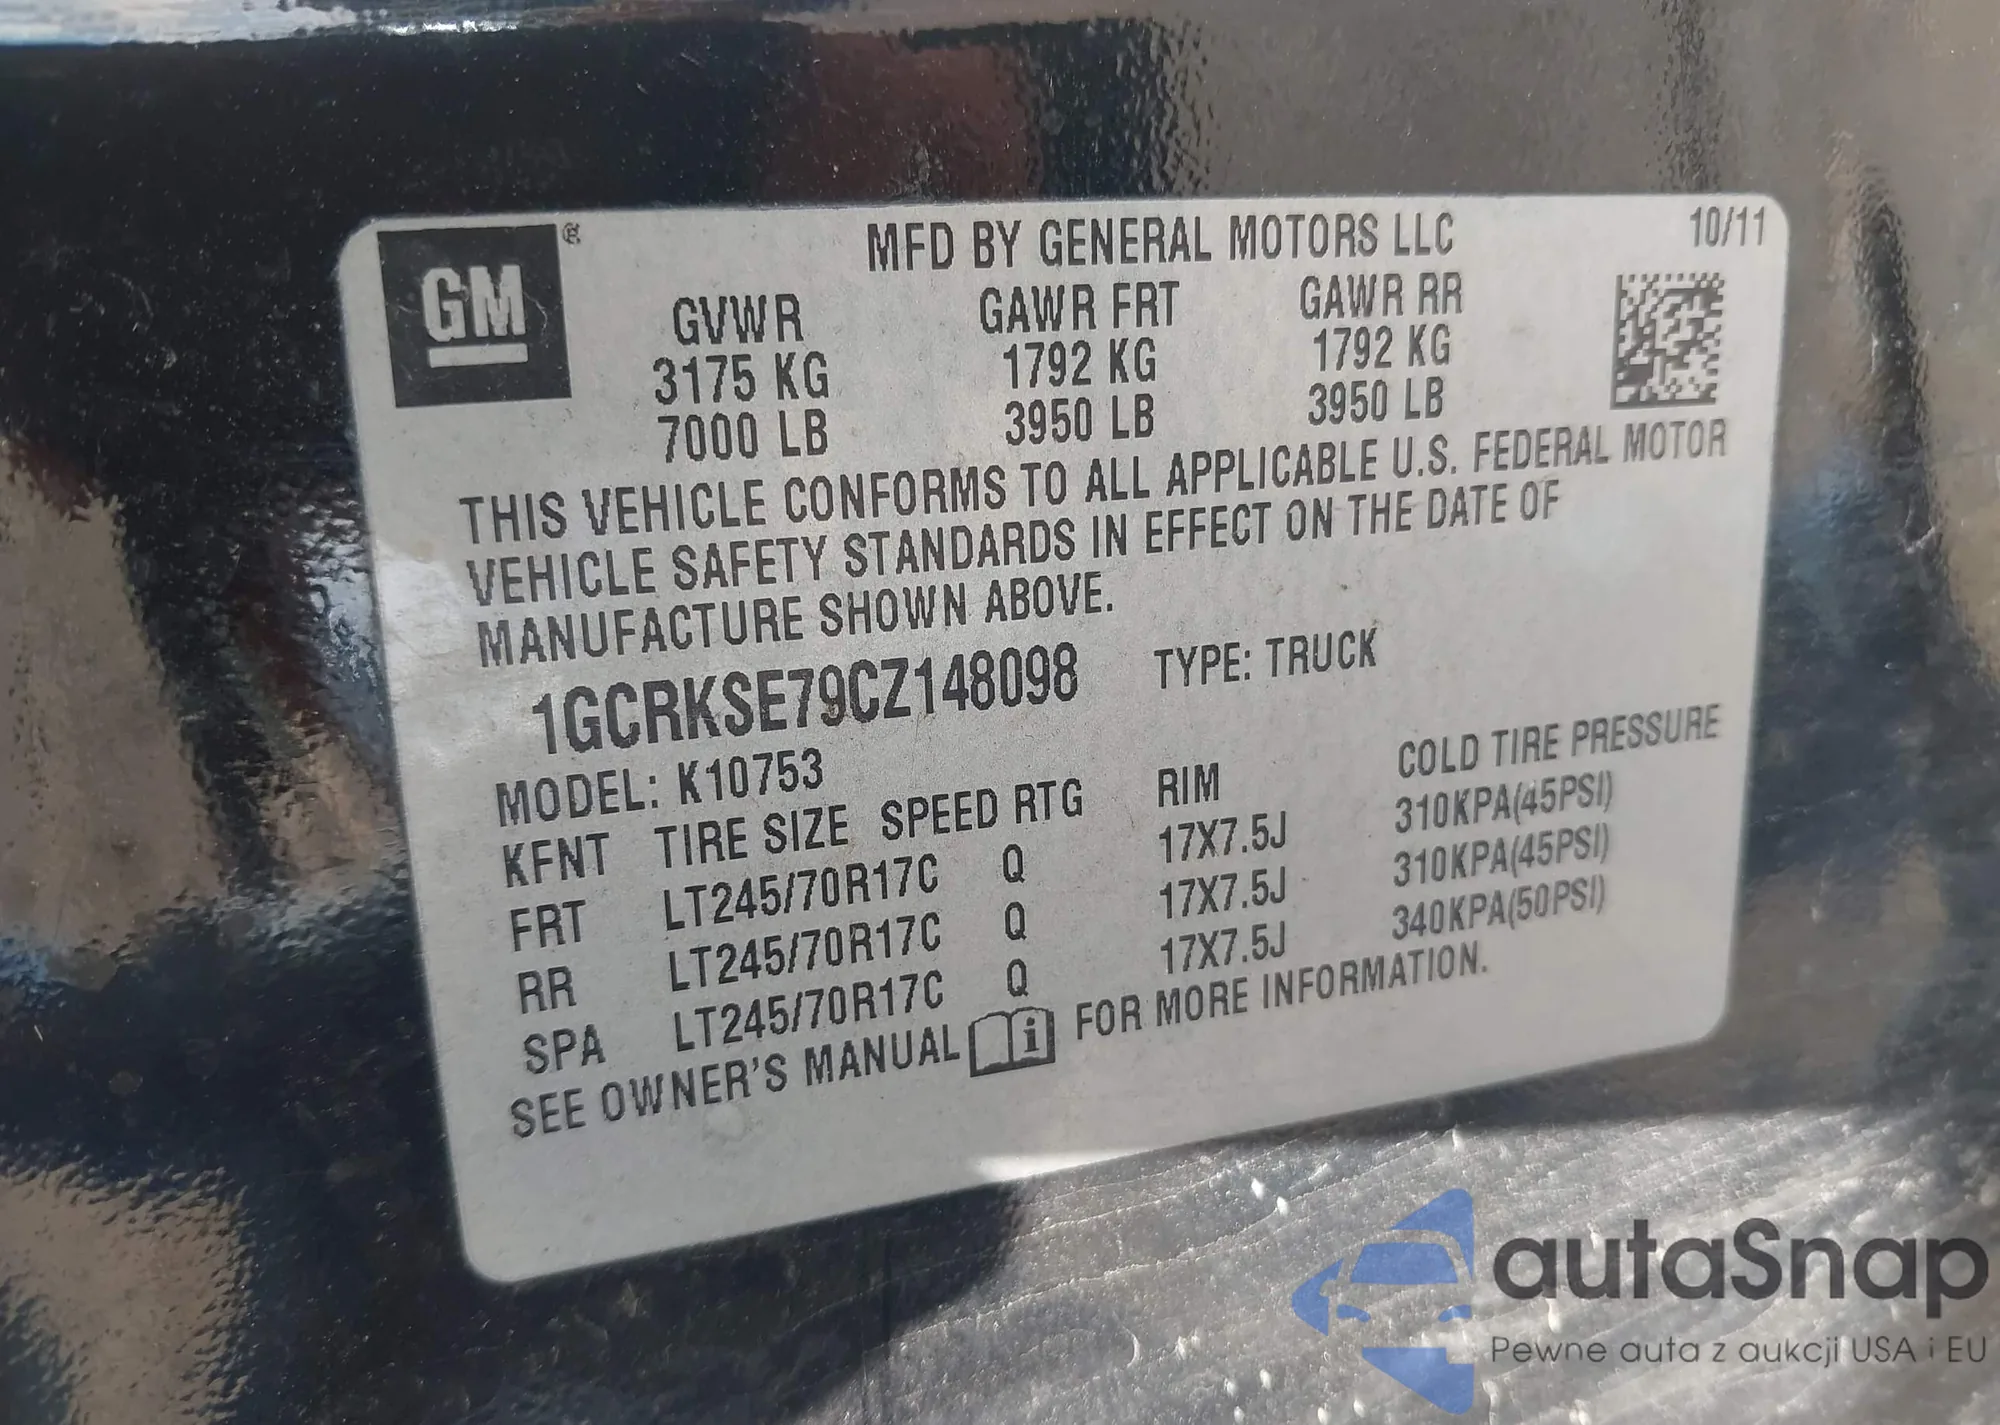 GM ®
MFD BY GENERAL MOTORS LLC 10/11
GVWR GAWR FRT GAWR RR
3175 KG 1792 KG 1792 KG
7000 LB 3950 LB 3950 LB
THIS VEHICLE CONFORMS TO ALL APPLICABLE U.S. FEDERAL MOTOR
VEHICLE SAFETY STANDARDS IN EFFECT ON THE DATE OF
MANUFACTURE SHOWN ABOVE.
1GCRKSE79CZ148098 TYPE: TRUCK
MODEL: K10753
KFNT TIRE SIZE SPEED RTG RIM COLD TIRE PRESSURE
FRT LT245/70R17C Q 17X7.5J 310KPA(45PSI)
RR LT245/70R17C Q 17X7.5J 310KPA(45PSI)
SPA LT245/70R17C Q 17X7.5J 340KPA(50PSI)
SEE OWNER'S MANUAL i FOR MORE INFORMATION.
autaSnap
Pewne auta z aukcji USA i EU